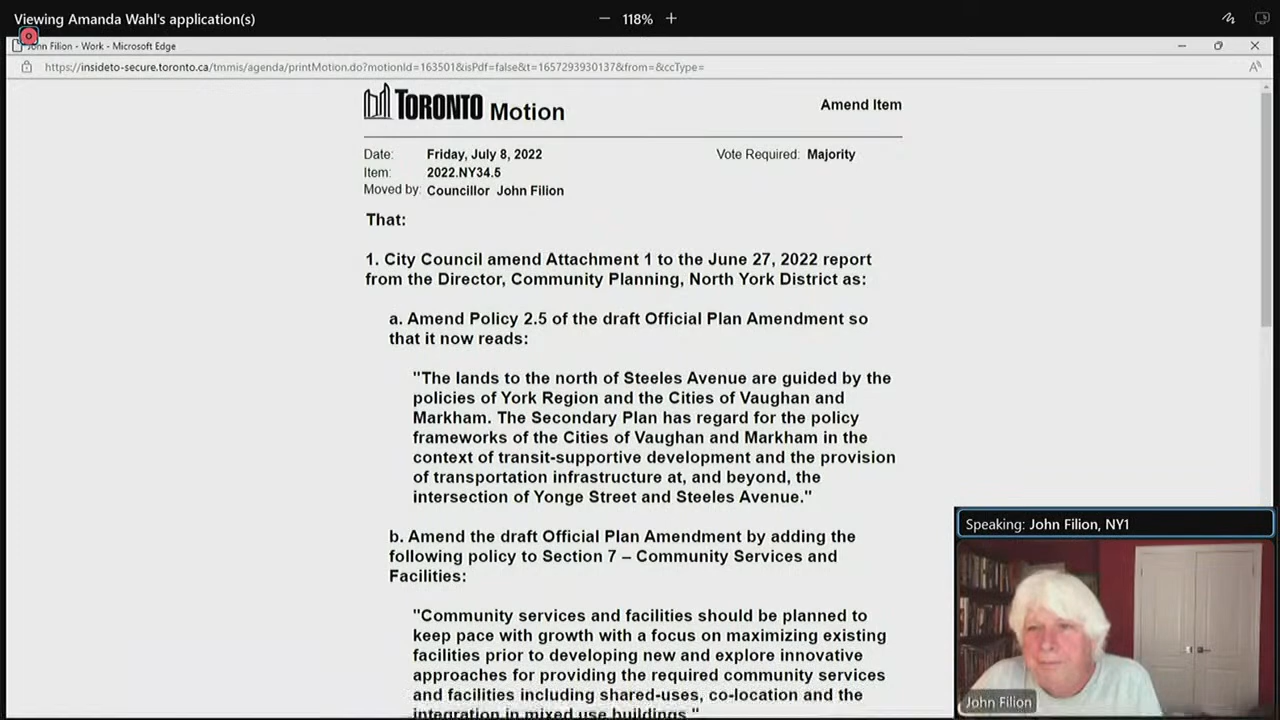 Viewing Amanda Wahl's application(s)
118%
John Filion - Work - Microsoft Edge
https://insideto-secure.toronto.ca/tmmis/agenda/printMotion.do?motionId=163501&isPdf=false&t=1657293930137&from=&ccType=
TORONTO Motion
Amend Item
Date: Friday, July 8, 2022
Vote Required: Majority
Item: 2022.NY34.5
Moved by: Councillor John Filion
That:
1. City Council amend Attachment 1 to the June 27, 2022 report
from the Director, Community Planning, North York District as:
a. Amend Policy 2.5 of the draft Official Plan Amendment so
that it now reads:
"The lands to the north of Steeles Avenue are guided by the
policies of York Region and the Cities of Vaughan and
Markham. The Secondary Plan has regard for the policy
frameworks of the Cities of Vaughan and Markham in the
context of transit-supportive development and the provision
of transportation infrastructure at, and beyond, the
intersection of Yonge Street and Steeles Avenue."
b. Amend the draft Official Plan Amendment by adding the
following policy to Section 7 – Community Services and
Facilities:
"Community services and facilities should be planned to
keep pace with growth with a focus on maximizing existing
facilities prior to developing new and explore innovative
approaches for providing the required community services
and facilities including shared-uses, co-location and the
integration in mixed use buildings."
Speaking: John Filion, NY1
John Filion